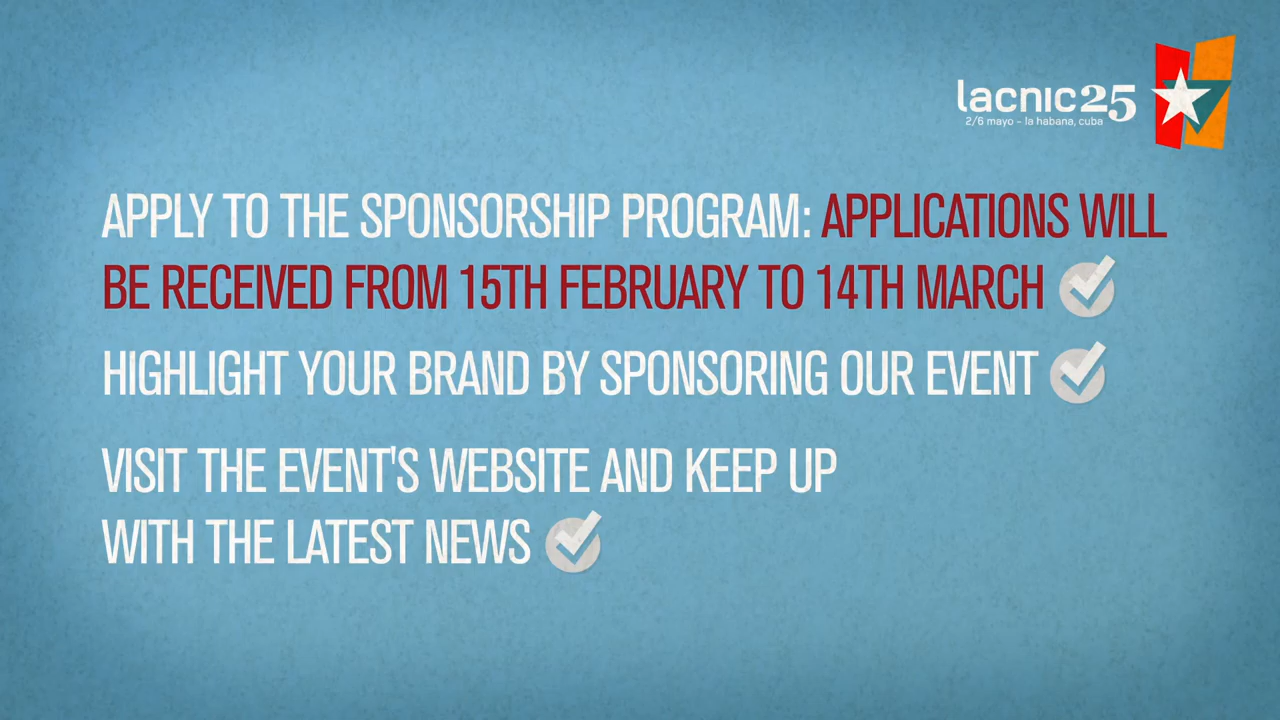 lacnic25
2/6 mayo - la habana, cuba
APPLY TO THE SPONSORSHIP PROGRAM: APPLICATIONS WILL
BE RECEIVED FROM 15TH FEBRUARY TO 14TH MARCH
HIGHLIGHT YOUR BRAND BY SPONSORING OUR EVENT
VISIT THE EVENT'S WEBSITE AND KEEP UP
WITH THE LATEST NEWS